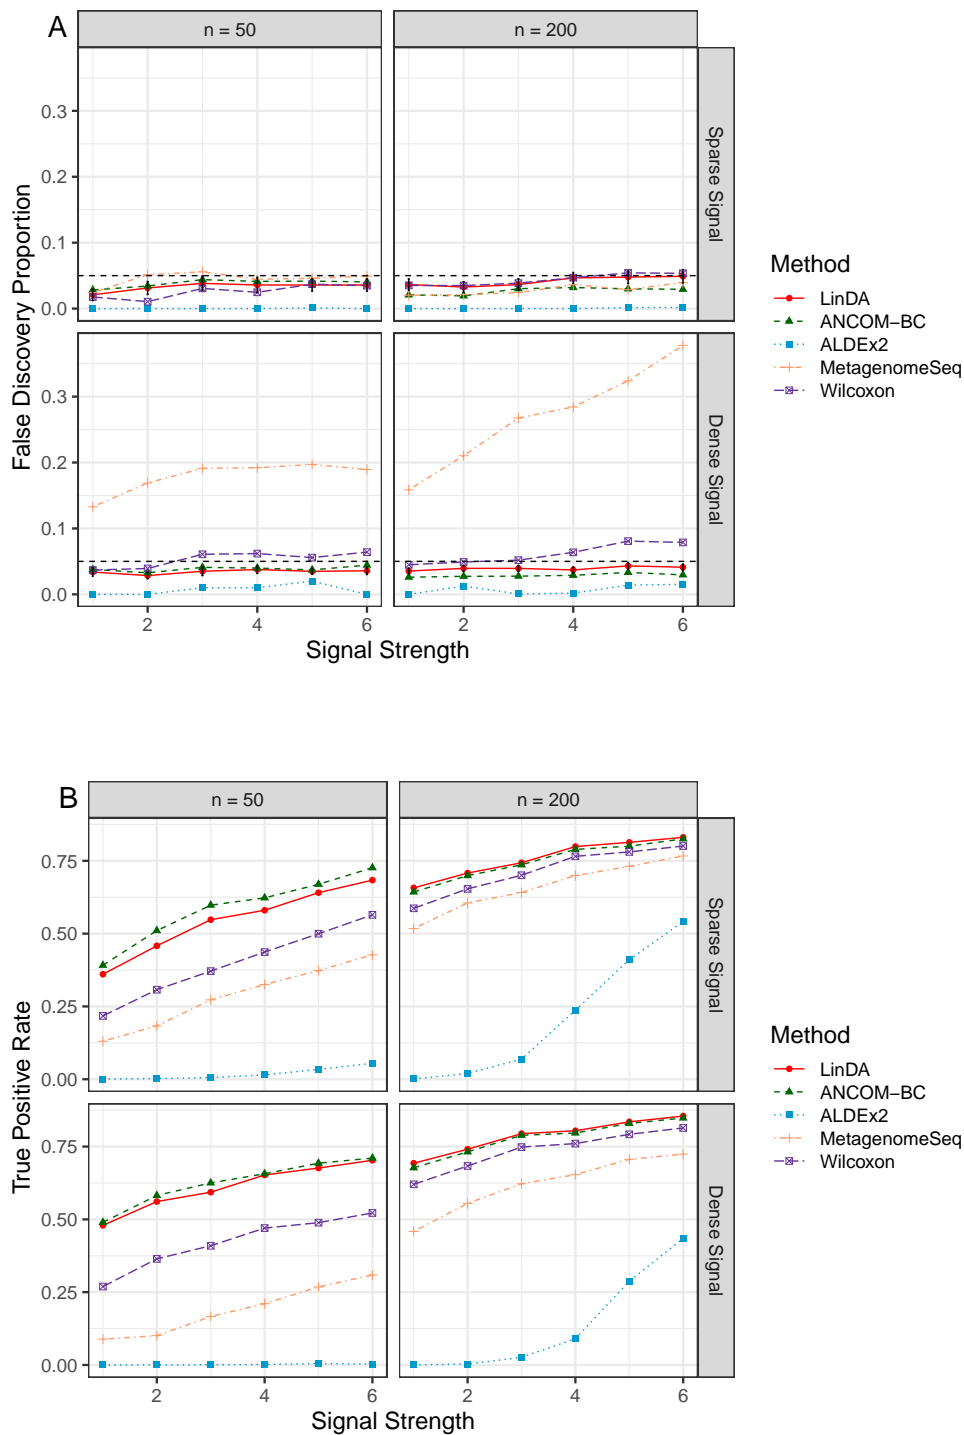 A
n = 50
n = 200
False Discovery Proportion
0.3
0.2
0.1
0.0
Sparse Signal
0.3
0.2
0.1
0.0
Dense Signal
2
4
6
2
4
6
Signal Strength
Method
LinDA
ANCOM−BC
ALDEx2
MetagenomeSeq
Wilcoxon
B
n = 50
n = 200
True Positive Rate
0.75
0.50
0.25
0.00
Sparse Signal
0.75
0.50
0.25
0.00
Dense Signal
2
4
6
2
4
6
Signal Strength
Method
LinDA
ANCOM−BC
ALDEx2
MetagenomeSeq
Wilcoxon